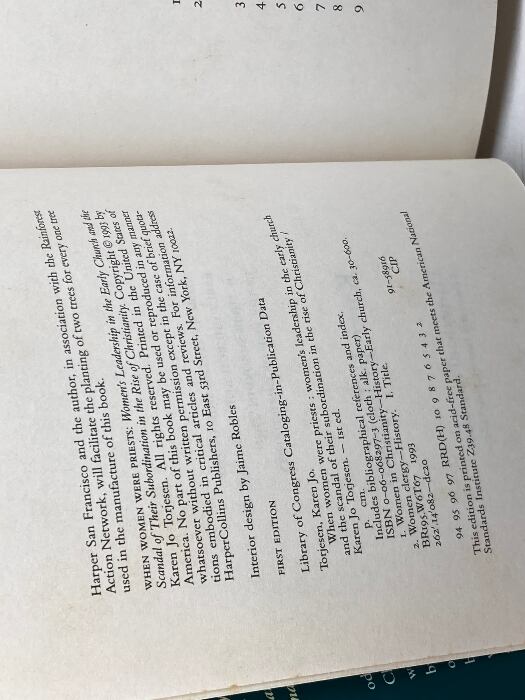 Harper San Francisco and the author, in association with the Rainforest
Action Network, will facilitate the planting of two trees for every one tree
used in the manufacture of this book.
WHEN WOMEN WERE PRIESTS: Women's Leadership in the Early Church and the
Scandal of Their Subordination in the Rise of Christianity. Copyright © 1993 by
Karen Jo Torjesen. All rights reserved. Printed in the United States of
America. No part of this book may be used or reproduced in any manner
whatsoever without written permission except in the case of brief quota-
tions embodied in critical articles and reviews. For information address
HarperCollins Publishers, 10 East 53rd Street, New York, NY 10022.
Interior design by Jaime Robles
FIRST EDITION
Library of Congress Cataloging-in-Publication Data
Torjesen, Karen Jo.
When women were priests : women's leadership in the early church
and the scandal of their subordination in the rise of Christianity /
Karen Jo Torjesen. — 1st ed.
p. cm.
Includes bibliographical references and index.
ISBN 0-06-068297-5 (cloth : alk. paper)
1. Women in Christianity—History—Early church, ca. 30-600.
2. Women clergy—History. I. Title.
BR195.W6T67 1993
262'.14'082—dc20 91-58916
CIP
94 95 96 97 RRD(H) 10 9 8 7 6 5 4 3 2
This edition is printed on acid-free paper that meets the American National
Standards Institute Z39.48 Standard.
2
3
4
5
6
7
8
9